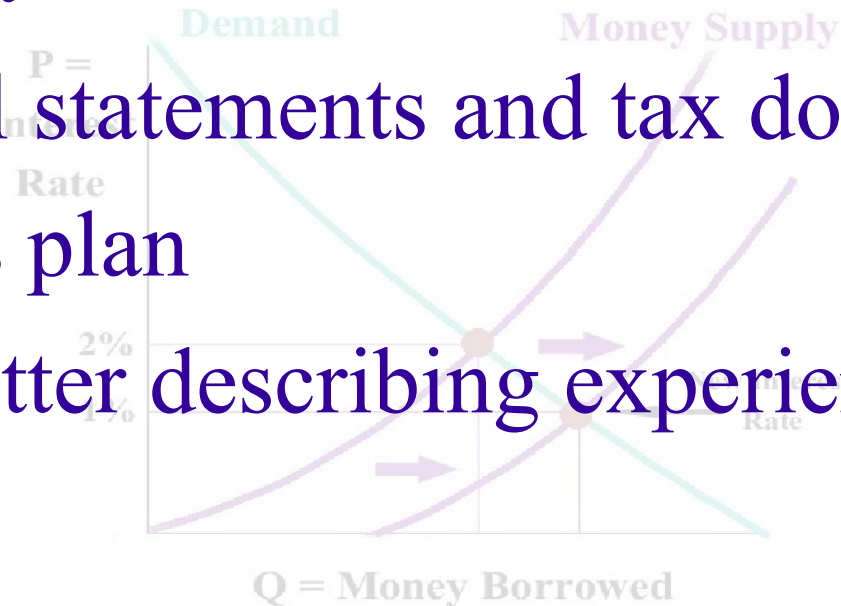 Demand
Money Supply
P =
statements and tax do
Rate
plan
2%
tter describing experie
1%
Rate
Q = Money Borrowed